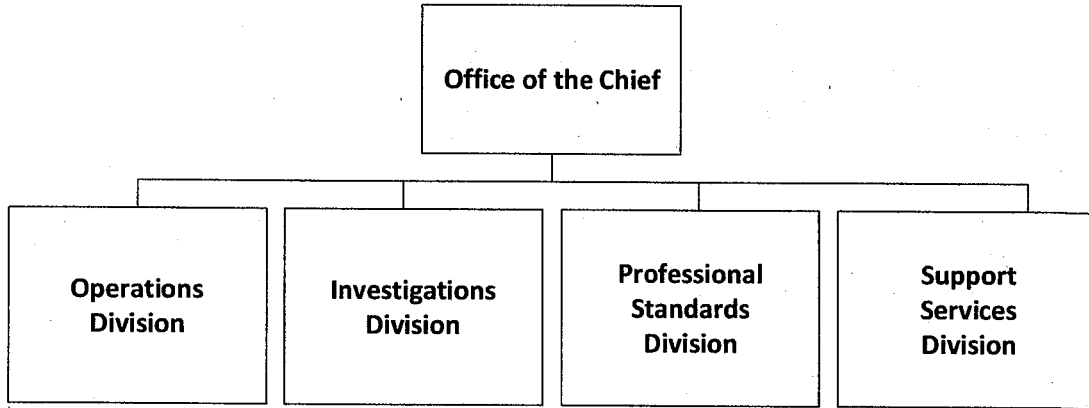 Office of the Chief
Operations
Division
Investigations
Division
Professional
Standards
Division
Support
Services
Division